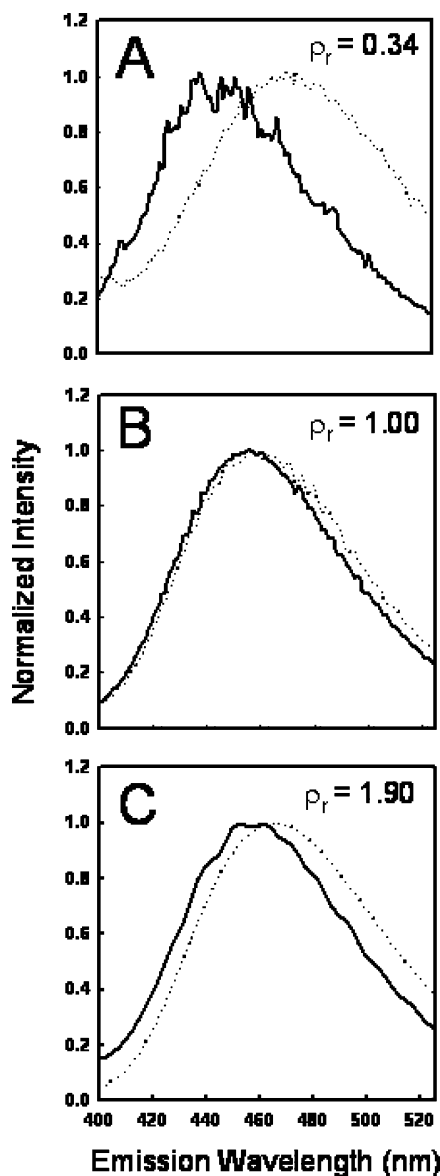 1.2
A
ρr = 0.34
1.0
0.8
0.6
0.4
0.2
0.0
1.2
B
ρr = 1.00
1.0
0.8
0.6
0.4
0.2
0.0
Normalized Intensity
1.2
C
ρr = 1.90
1.0
0.8
0.6
0.4
0.2
0.0
400 420 440 460 480 500 520
Emission Wavelength (nm)